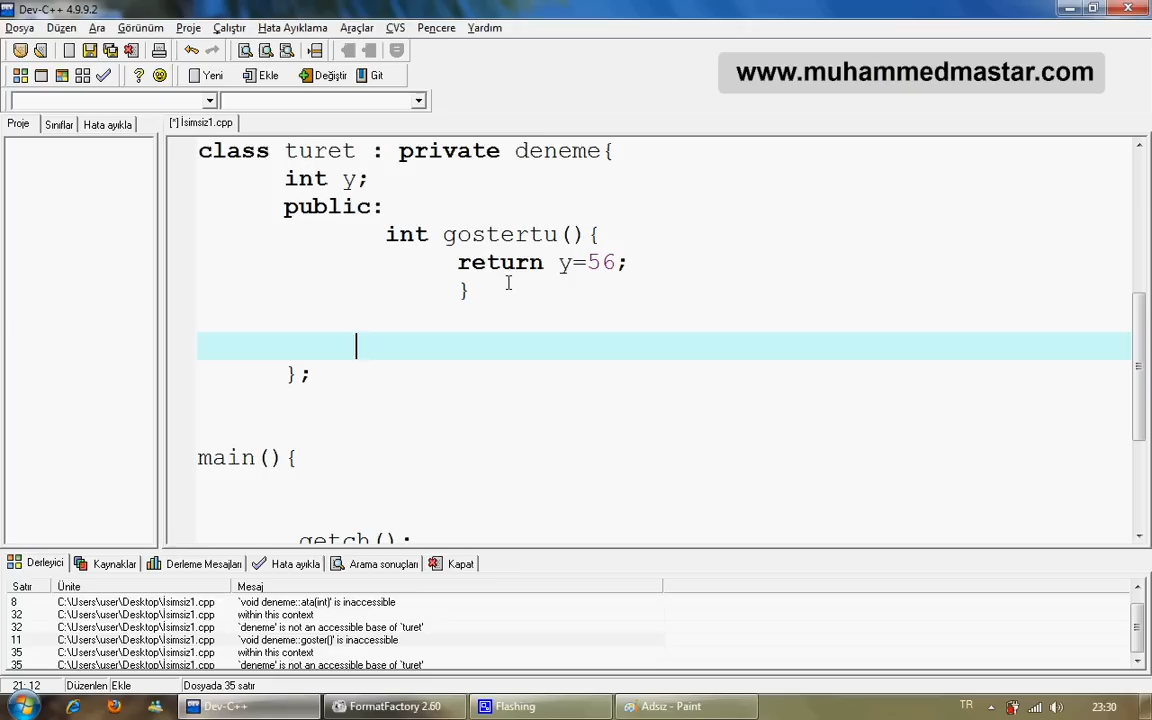 Dev-C++ 4.9.9.2
Dosya Düzen Ara Görünüm Proje Çalıştır Hata Ayıklama Araçlar CVS Pencere Yardım
www.muhammedmastar.com
Yeni Ekle Değiştir Git
Proje Sınıflar Hata ayıkla [*] İsimsiz1.cpp
class turet : private deneme{
int y;
public:
int gostertu(){
return y=56;
}
};
main(){
getch();
Derleyici Kaynaklar Derleme Mesajları Hata ayıkla Arama sonuçları Kapat
Satır Ünite Mesaj
8 C:\Users\user\Desktop\İsimsiz1.cpp `void deneme::ata(int)' is inaccessible
C:\Users\user\Desktop\İsimsiz1.cpp within this context
32 C:\Users\user\Desktop\İsimsiz1.cpp `deneme' is not an accessible base of `turet'
11 C:\Users\user\Desktop\İsimsiz1.cpp `void deneme::goster()' is inaccessible
35 C:\Users\user\Desktop\İsimsiz1.cpp within this context
35 C:\Users\user\Desktop\İsimsiz1.cpp `deneme' is not an accessible base of `turet'
21: 12 Düzenlen Ekle Dosyada 35 satır
Dev-C++ FormatFactory 2.60 Flashing Adsız - Paint TR 23:30